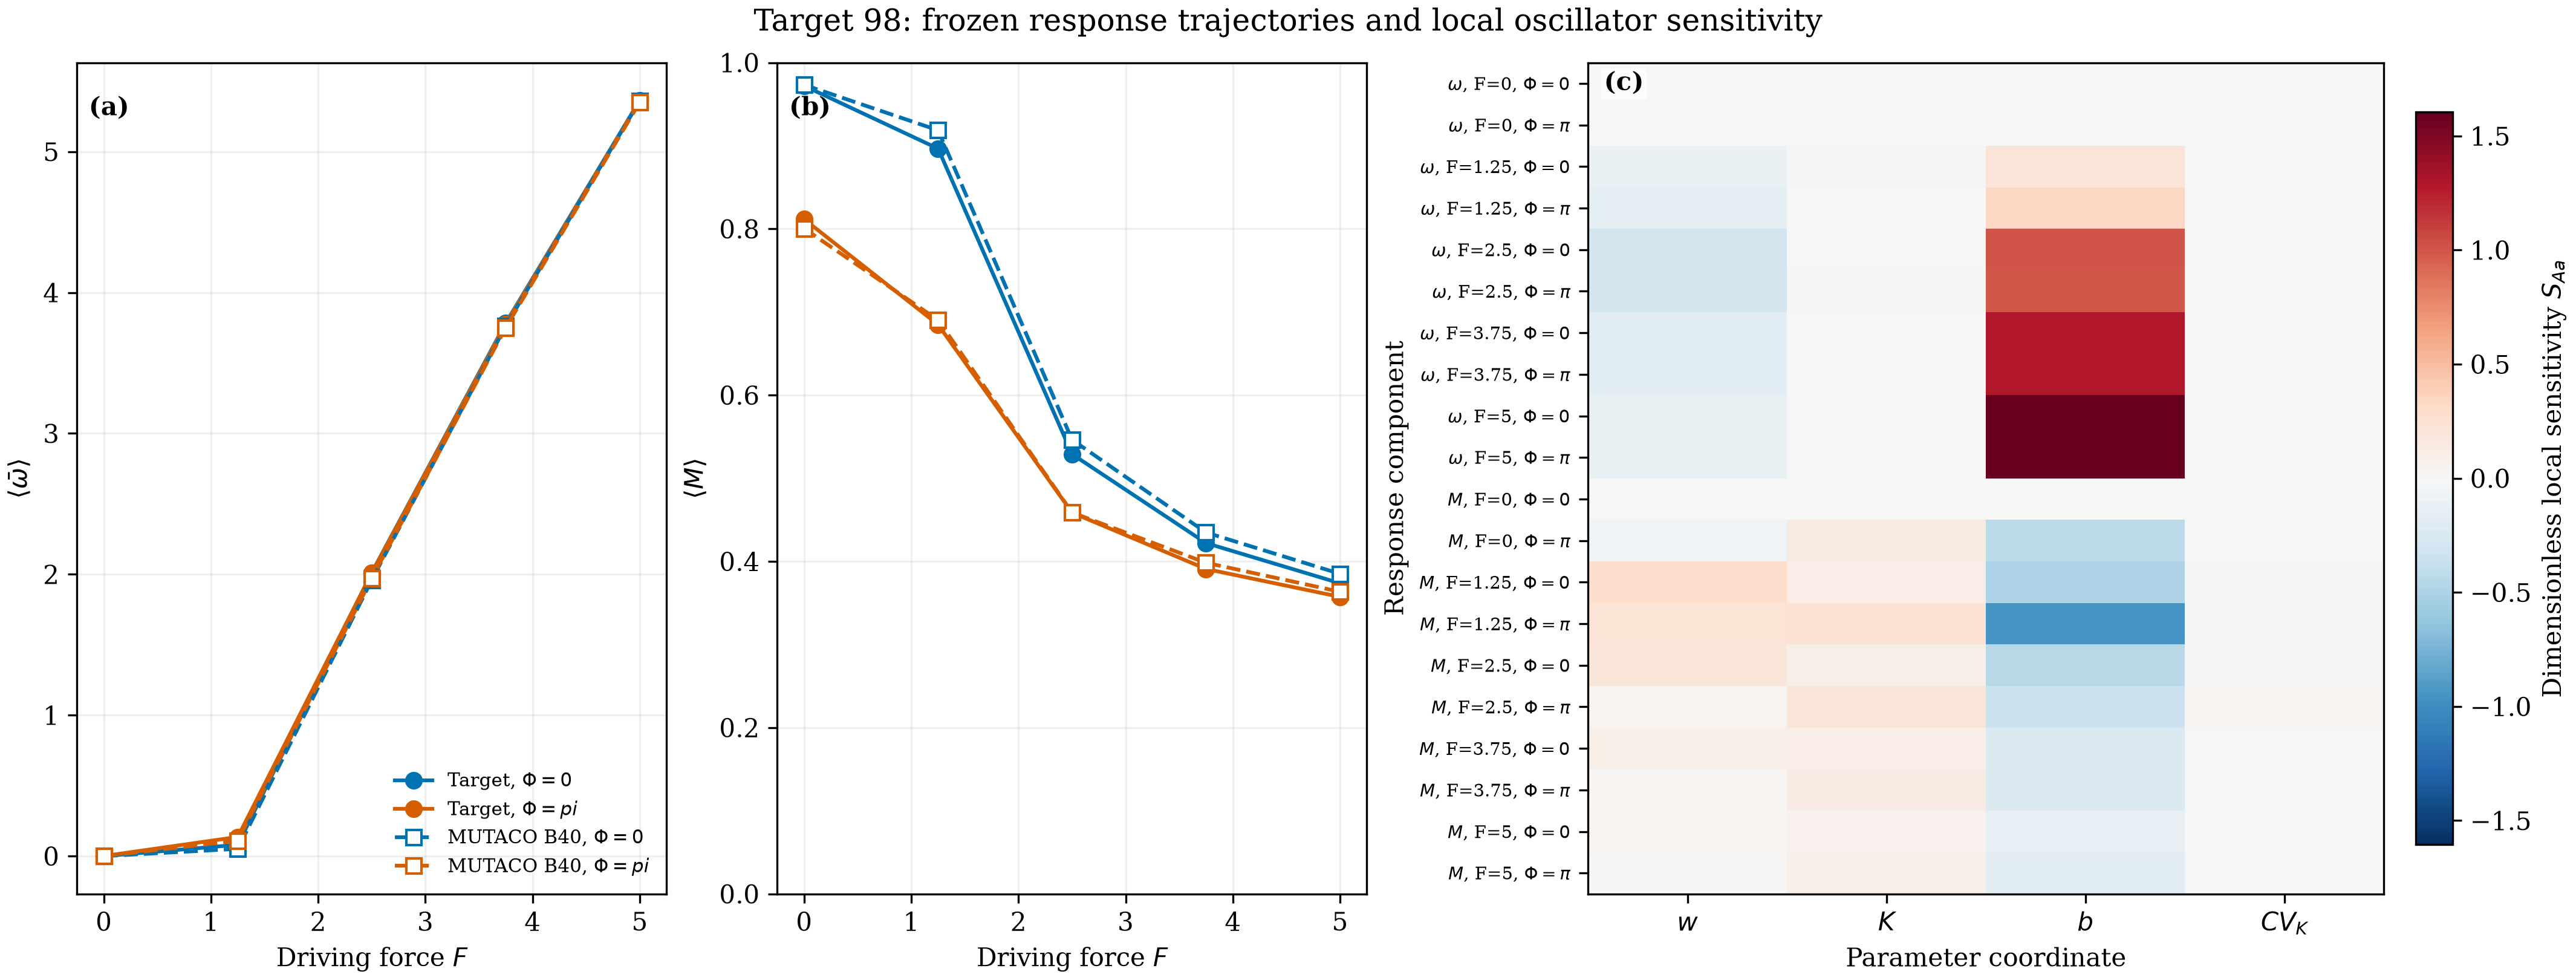 Target 98: frozen response trajectories and local oscillator sensitivity
(a)
⟨ω̄⟩
5
4
3
2
1
0
0 1 2 3 4 5
Driving force F
Target, Φ = 0
Target, Φ = pi
MUTACO B40, Φ = 0
MUTACO B40, Φ = pi
(b)
⟨M⟩
1.0
0.8
0.6
0.4
0.2
0.0
0 1 2 3 4 5
Driving force F
(c)
Response component
ω, F=0, Φ = 0
ω, F=0, Φ = π
ω, F=1.25, Φ = 0
ω, F=1.25, Φ = π
ω, F=2.5, Φ = 0
ω, F=2.5, Φ = π
ω, F=3.75, Φ = 0
ω, F=3.75, Φ = π
ω, F=5, Φ = 0
ω, F=5, Φ = π
M, F=0, Φ = 0
M, F=0, Φ = π
M, F=1.25, Φ = 0
M, F=1.25, Φ = π
M, F=2.5, Φ = 0
M, F=2.5, Φ = π
M, F=3.75, Φ = 0
M, F=3.75, Φ = π
M, F=5, Φ = 0
M, F=5, Φ = π
w K b CV_K
Parameter coordinate
1.5
1.0
0.5
0.0
−0.5
−1.0
−1.5
Dimensionless local sensitivity S_Aa